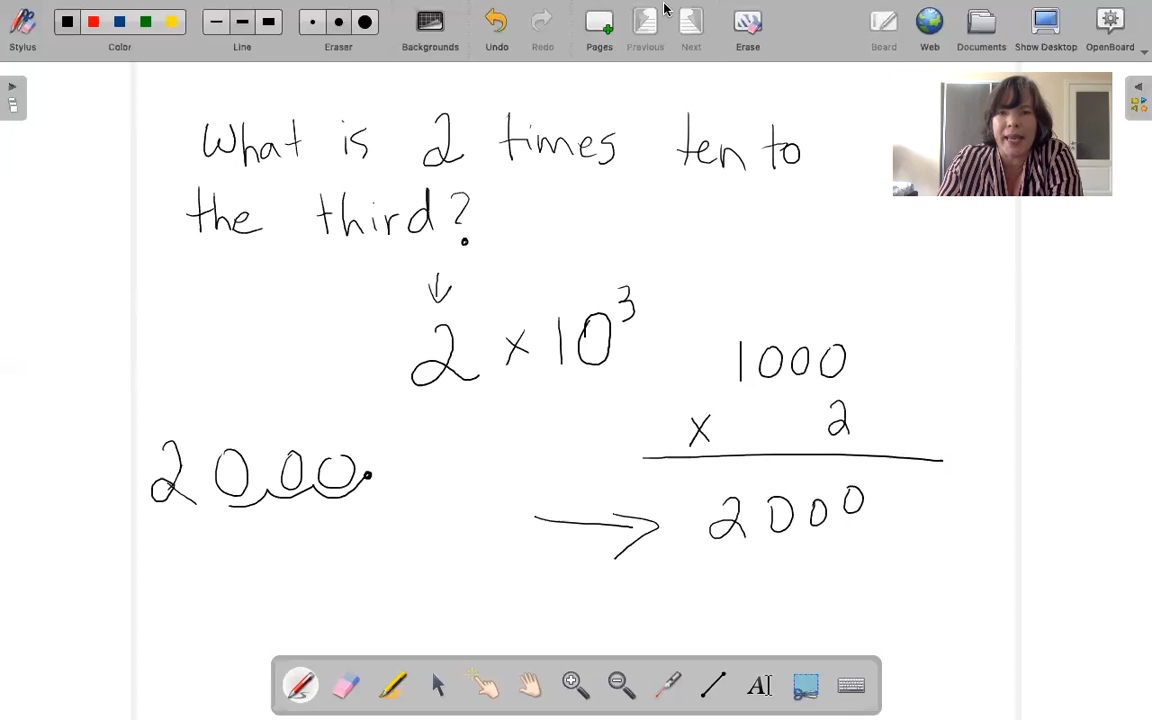 Stylus Color Line Eraser Backgrounds Undo Redo Pages Previous Next Erase Board Web Documents Show Desktop OpenBoard
What is 2 times ten to
the third?
↓
2 × 10³
1000
× 2
2000.
→ 2000